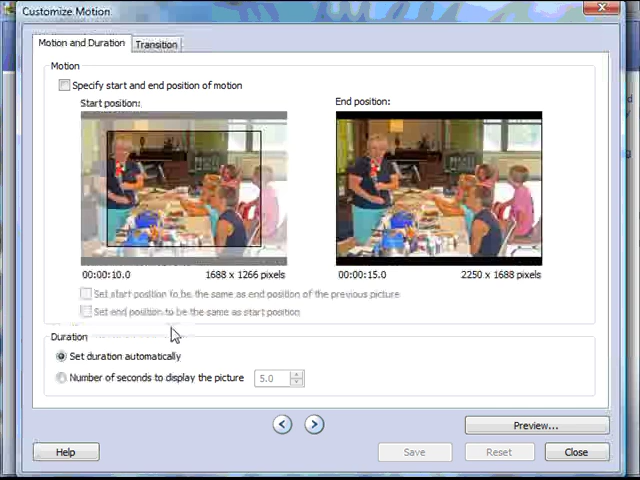 Customize Motion
Motion and Duration
Transition
Motion
Specify start and end position of motion
Start position:
End position:
00:00:10.0
1688 x 1266 pixels
00:00:15.0
2250 x 1688 pixels
Set start position to be the same as end position of the previous picture
Set end position to be the same as start position
Duration
Set duration automatically
Number of seconds to display the picture
5.0
Preview...
Help
Save
Reset
Close